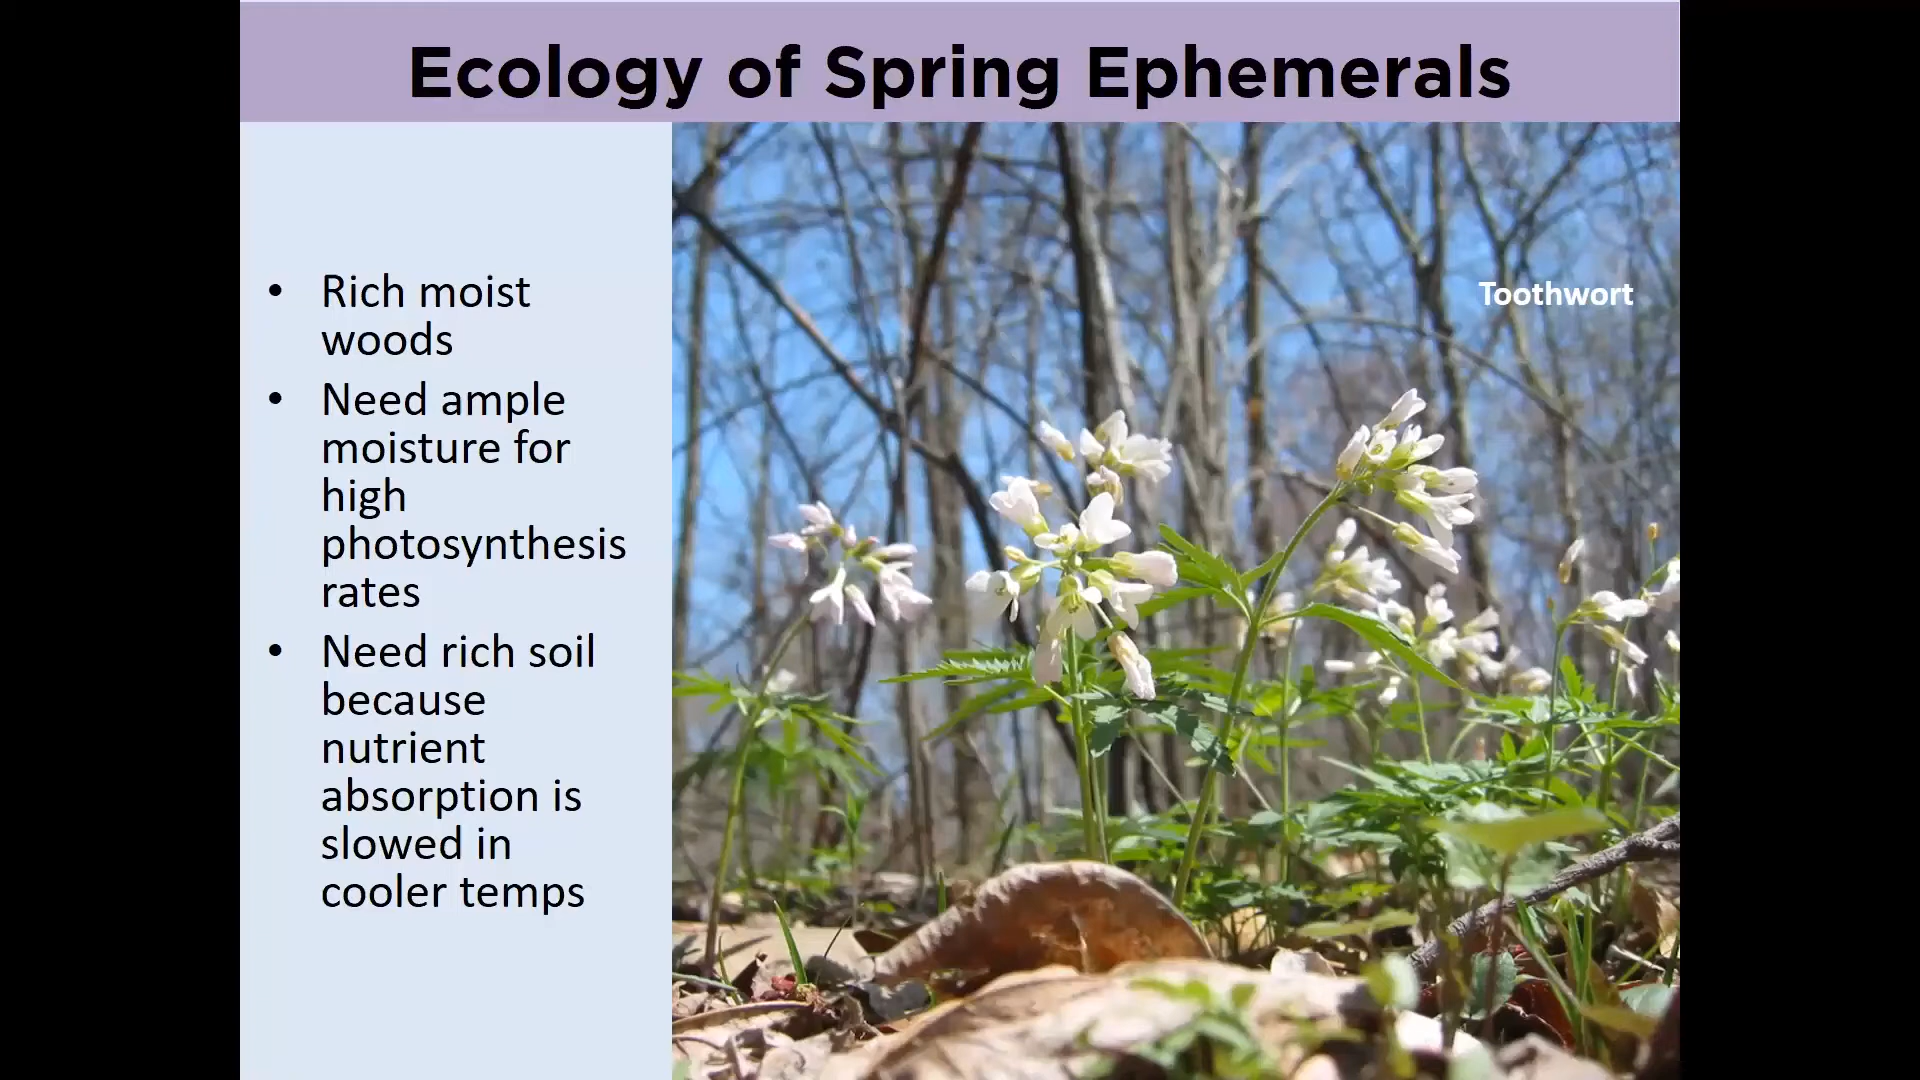 Ecology of Spring Ephemerals
Toothwort
• Rich moist
woods
• Need ample
moisture for
high
photosynthesis
rates
• Need rich soil
because
nutrient
absorption is
slowed in
cooler temps